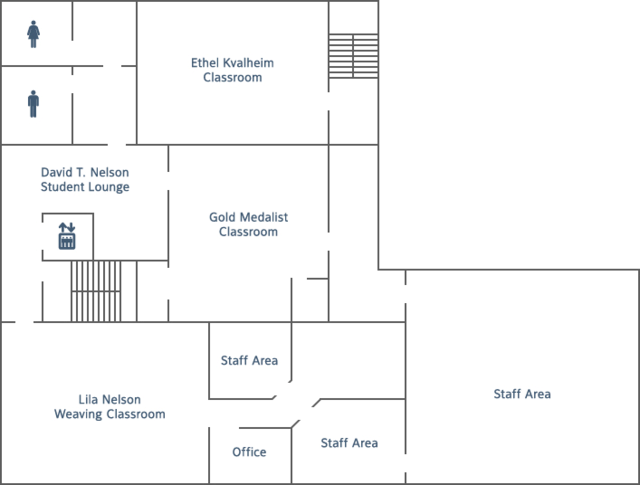 Ethel Kvalheim
Classroom
David T. Nelson
Student Lounge
Gold Medalist
Classroom
Staff Area
Lila Nelson
Weaving Classroom
Staff Area
Staff Area
Office